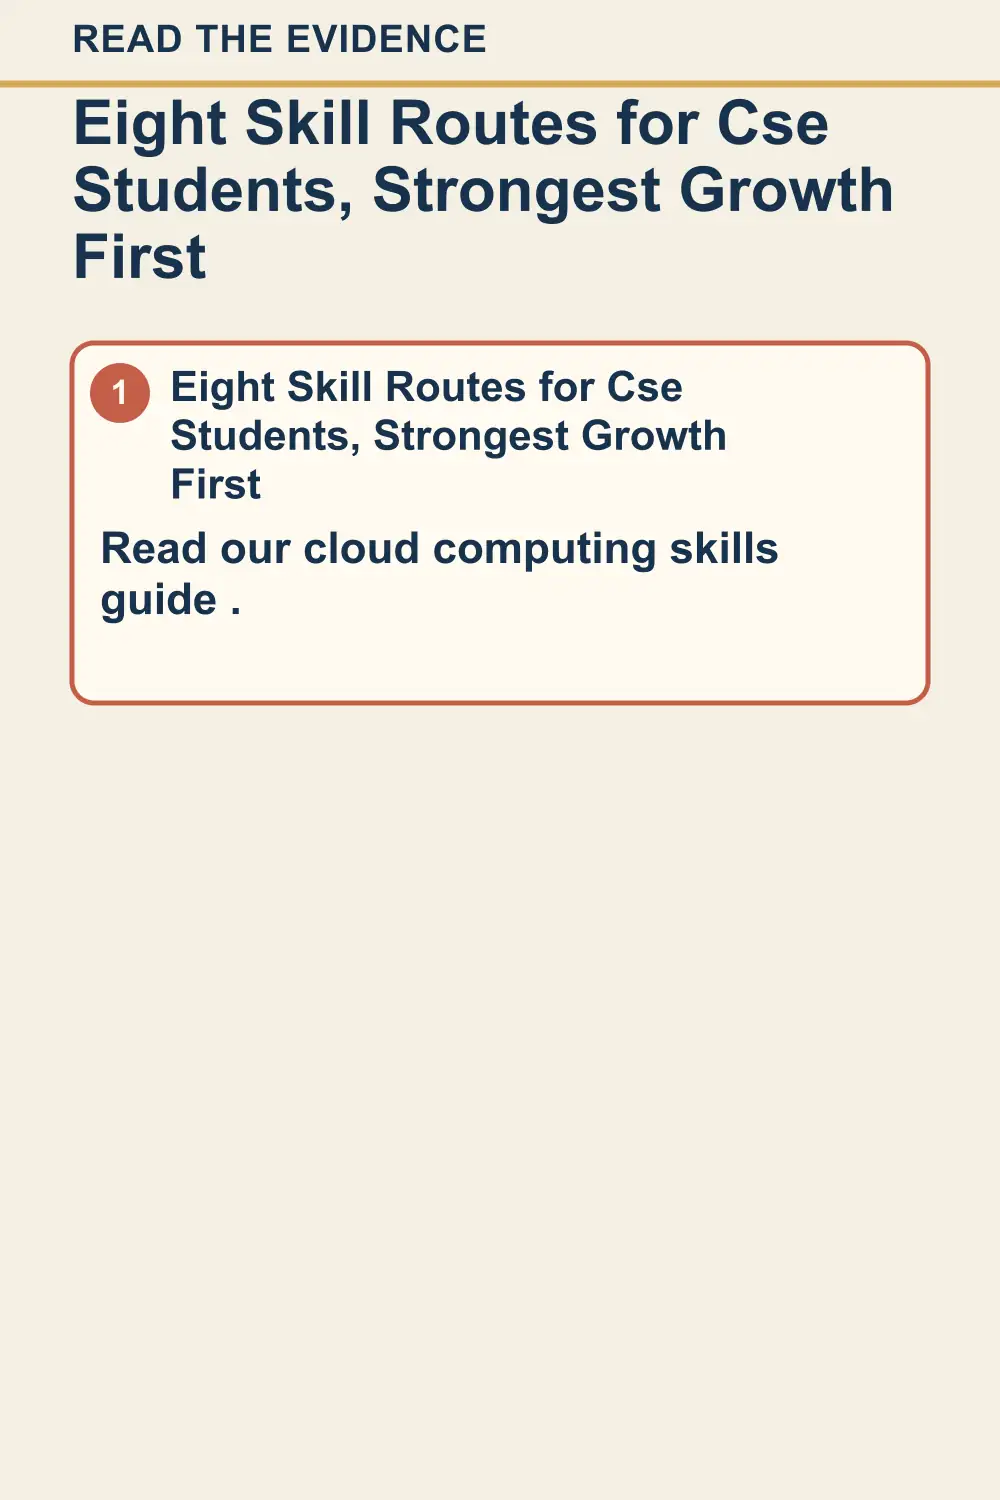 READ THE EVIDENCE
Eight Skill Routes for Cse
Students, Strongest Growth
First
1
Eight Skill Routes for Cse
Students, Strongest Growth
First
Read our cloud computing skills
guide .